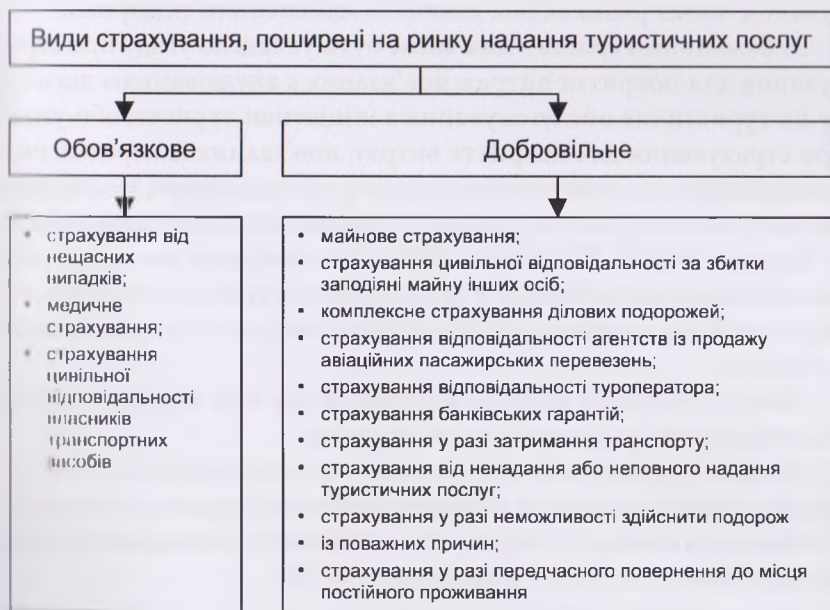 Види страхування, поширені на ринку надання туристичних послуг
Обов’язкове
• страхування від
нещасних
випадків;
• медичне
страхування;
• страхування
цивільної
відповідальності
власників
транспортних
засобів
Добровільне
• майнове страхування;
• страхування цивільної відповідальності за збитки
заподіяні майну інших осіб;
• комплексне страхування ділових подорожей;
• страхування відповідальності агентств із продажу
авіаційних пасажирських перевезень;
• страхування відповідальності туроператора;
• страхування банківських гарантій;
• страхування у разі затримання транспорту;
• страхування від ненадання або неповного надання
туристичних послуг;
• страхування у разі неможливості здійснити подорож
із поважних причин;
• страхування у разі передчасного повернення до місця
постійного проживання